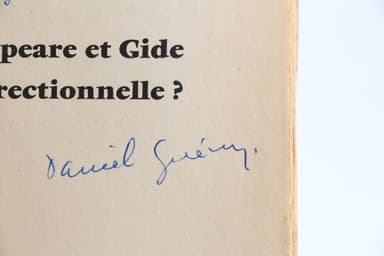 peare et Gide
rectionnelle ?
Daniel Guérin.